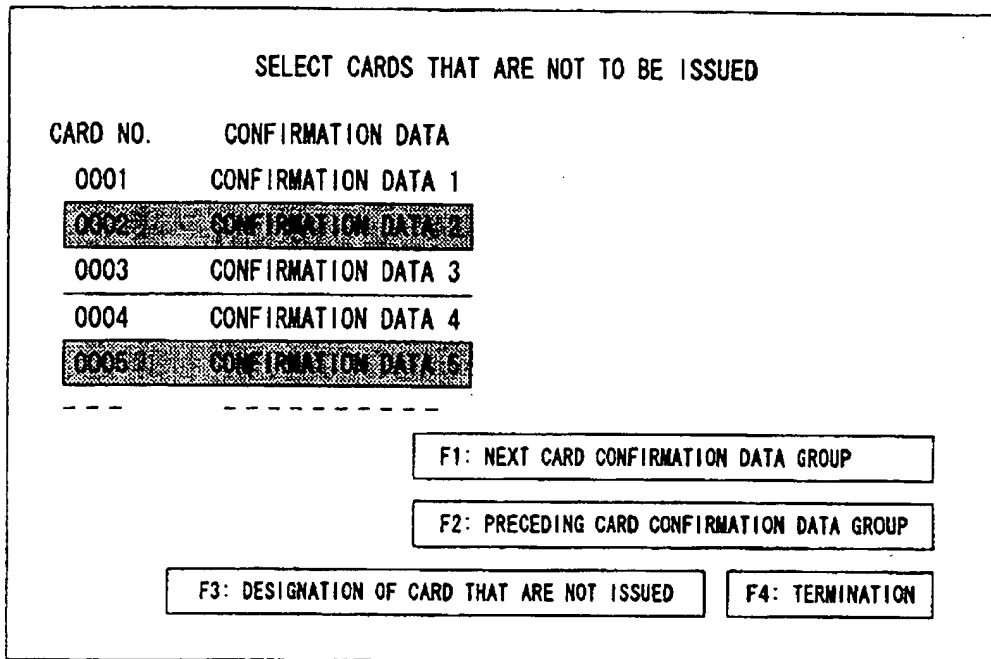 SELECT CARDS THAT ARE NOT TO BE ISSUED
CARD NO. CONFIRMATION DATA
0001 CONFIRMATION DATA 1
0002 CONFIRMATION DATA 2
0003 CONFIRMATION DATA 3
0004 CONFIRMATION DATA 4
0005 CONFIRMATION DATA 5
F1: NEXT CARD CONFIRMATION DATA GROUP
F2: PRECEDING CARD CONFIRMATION DATA GROUP
F3: DESIGNATION OF CARD THAT ARE NOT ISSUED F4: TERMINATION